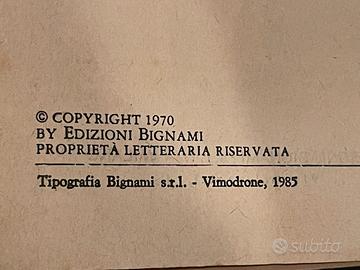 © COPYRIGHT 1970
BY EDIZIONI BIGNAMI
PROPRIETÀ LETTERARIA RISERVATA
Tipografia Bignami s.r.l. - Vimodrone, 1985
subito